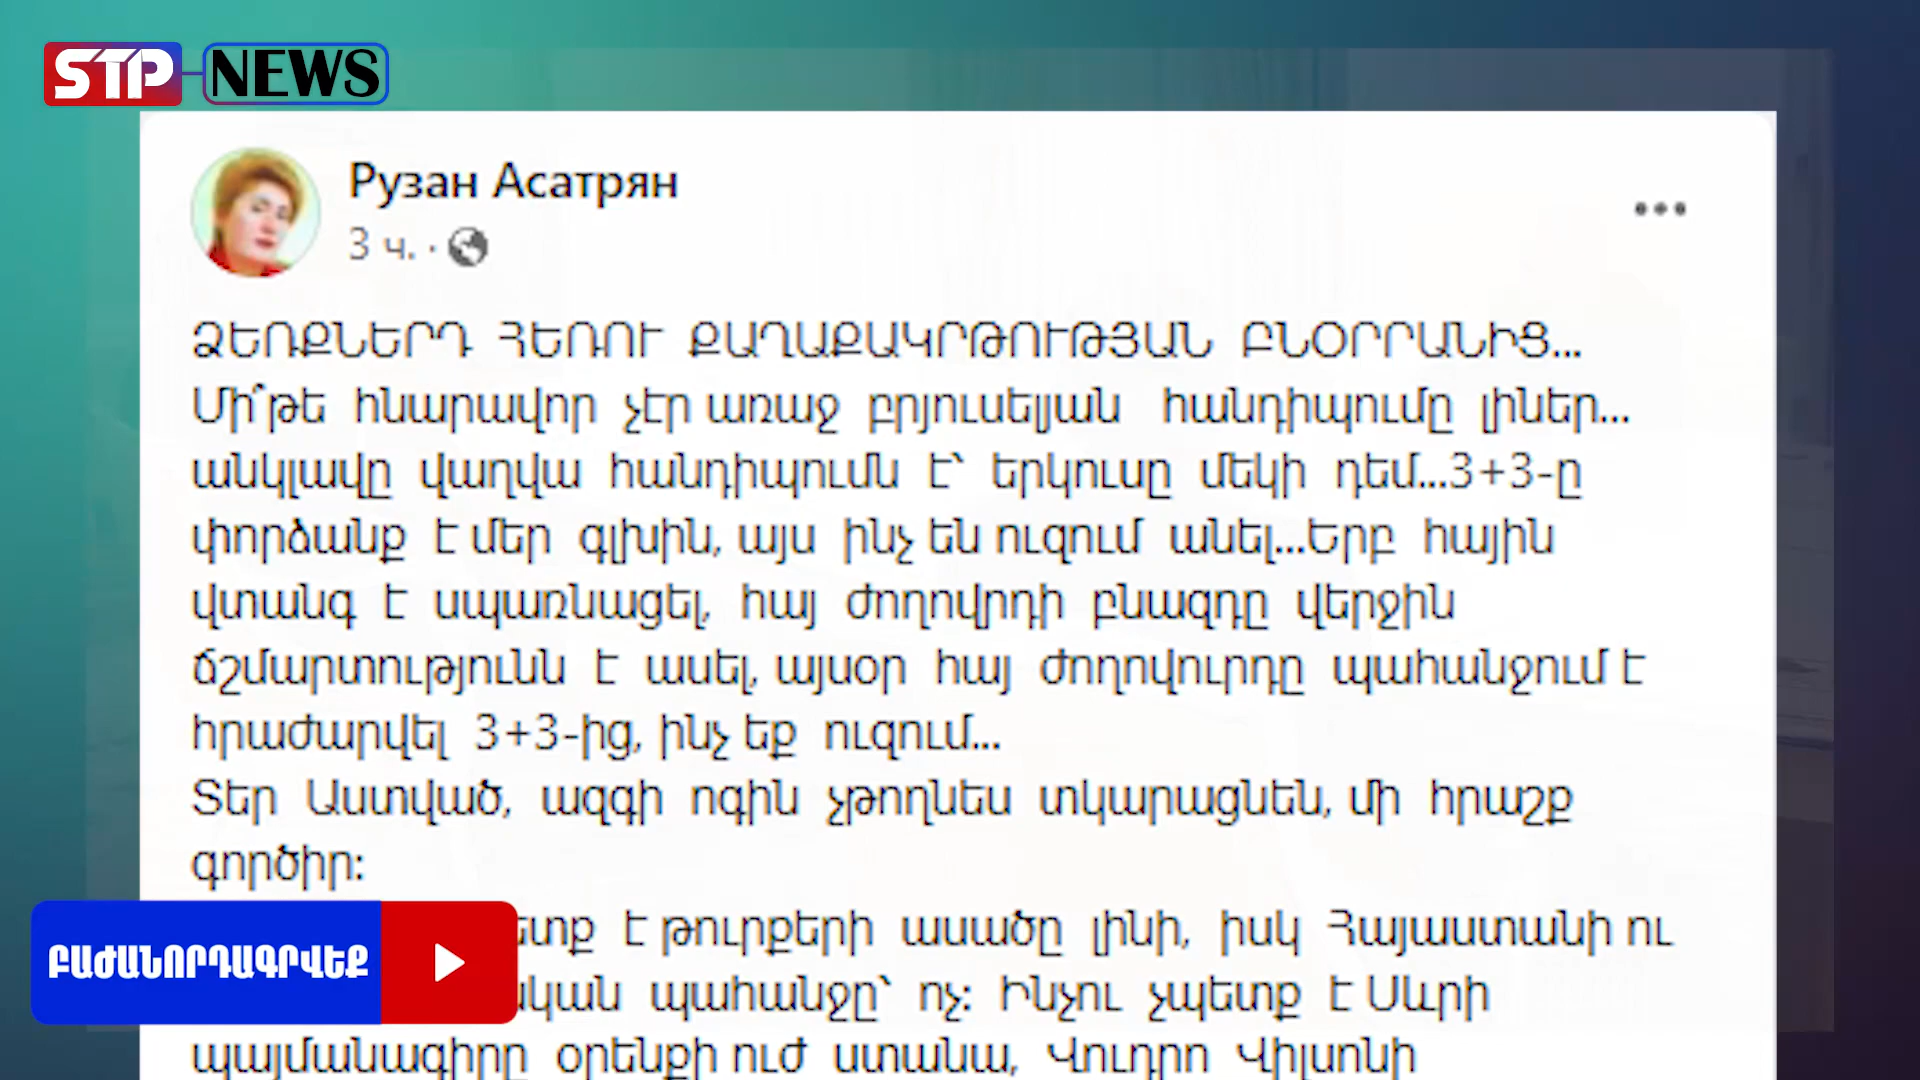 STP NEWS
Рузан Асатрян
3 ч. ·
ՁԵՌՔՆԵՐԴ ՀԵՌՈՒ ՔԱՂԱՔԱԿՐԹՈՒԹՅԱՆ ԲՆՕՐՐԱՆԻՑ...
Մի՞թե հնարավոր չէր առաջ բրյուսելյան հանդիպումը լիներ...
անկլավը վաղվա հանդիպումն է՝ երկուսը մեկի դեմ...3+3-ը
փորձանք է մեր գլխին, այս ինչ են ուզում անել...Երբ հային
վտանգ է սպառնացել, հայ ժողովրդի բնազդը վերջին
ճշմարտությունն է ասել, այսօր հայ ժողովուրդը պահանջում է
հրաժարվել 3+3-ից, ինչ եք ուզում...
Տեր Աստված, ազգի ոգին չթողնես տկարացնեն, մի հրաշք
գործիր։
է թուրքերի ասածը լինի, իսկ Հայաստանի ու
պահանջը՝ ոչ։ Ինչու չպետք է Սևրի
պայմանագիրը օրենքի ուժ ստանա, Վուդրո Վիլսոնի
ԲԱԺԱՆՈՐԴԱԳՐՎԵՔ